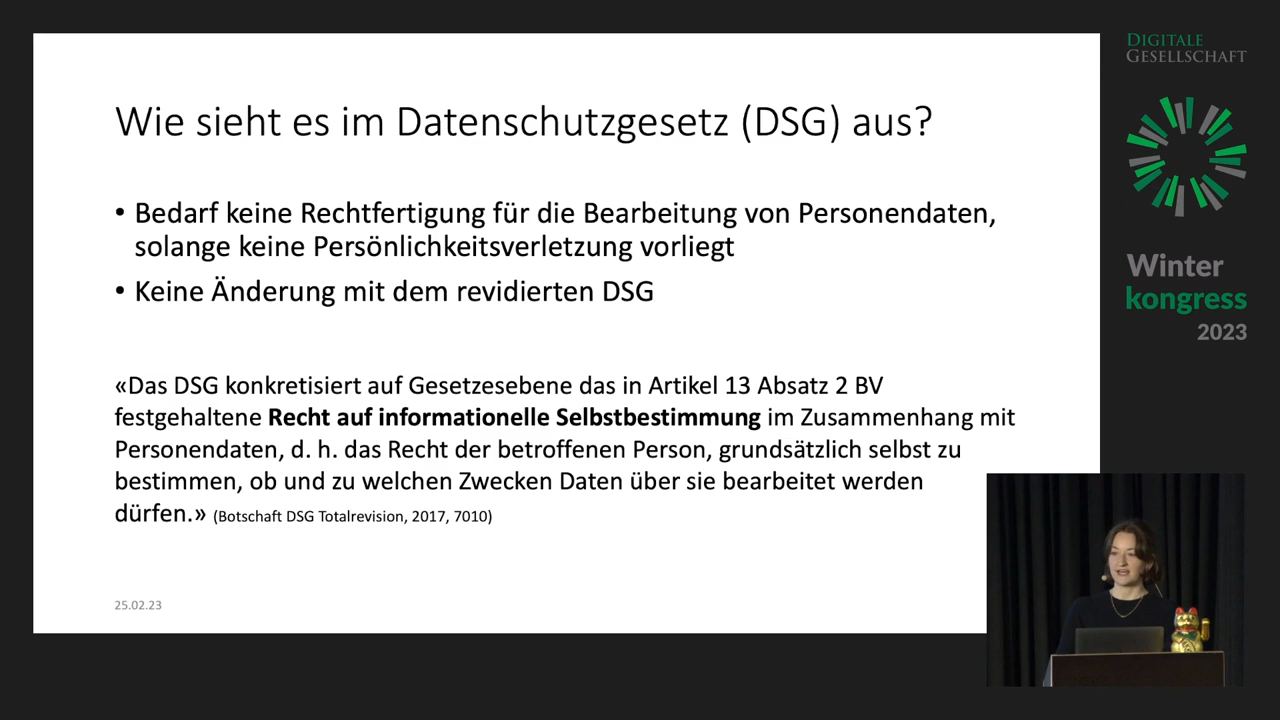 Wie sieht es im Datenschutzgesetz (DSG) aus?
• Bedarf keine Rechtfertigung für die Bearbeitung von Personendaten,
solange keine Persönlichkeitsverletzung vorliegt
• Keine Änderung mit dem revidierten DSG
«Das DSG konkretisiert auf Gesetzesebene das in Artikel 13 Absatz 2 BV
festgehaltene Recht auf informationelle Selbstbestimmung im Zusammenhang mit
Personendaten, d. h. das Recht der betroffenen Person, grundsätzlich selbst zu
bestimmen, ob und zu welchen Zwecken Daten über sie bearbeitet werden
dürfen.» (Botschaft DSG Totalrevision, 2017, 7010)
25.02.23
DIGITALE
GESELLSCHAFT
Winter
kongress
2023